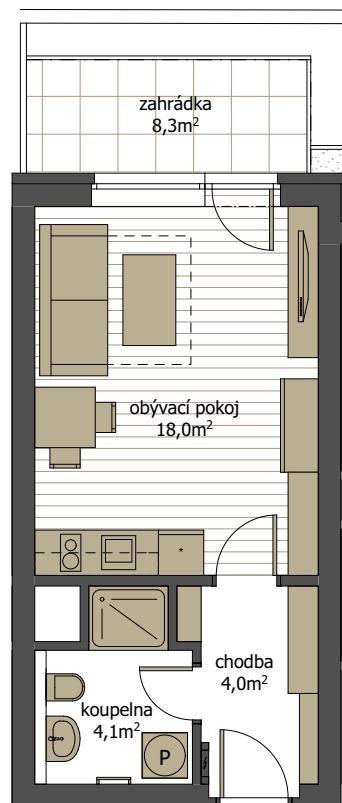 zahrádka
8,3m²
obývací pokoj
18,0m²
*
chodba
4,0m²
koupelna
4,1m²
P